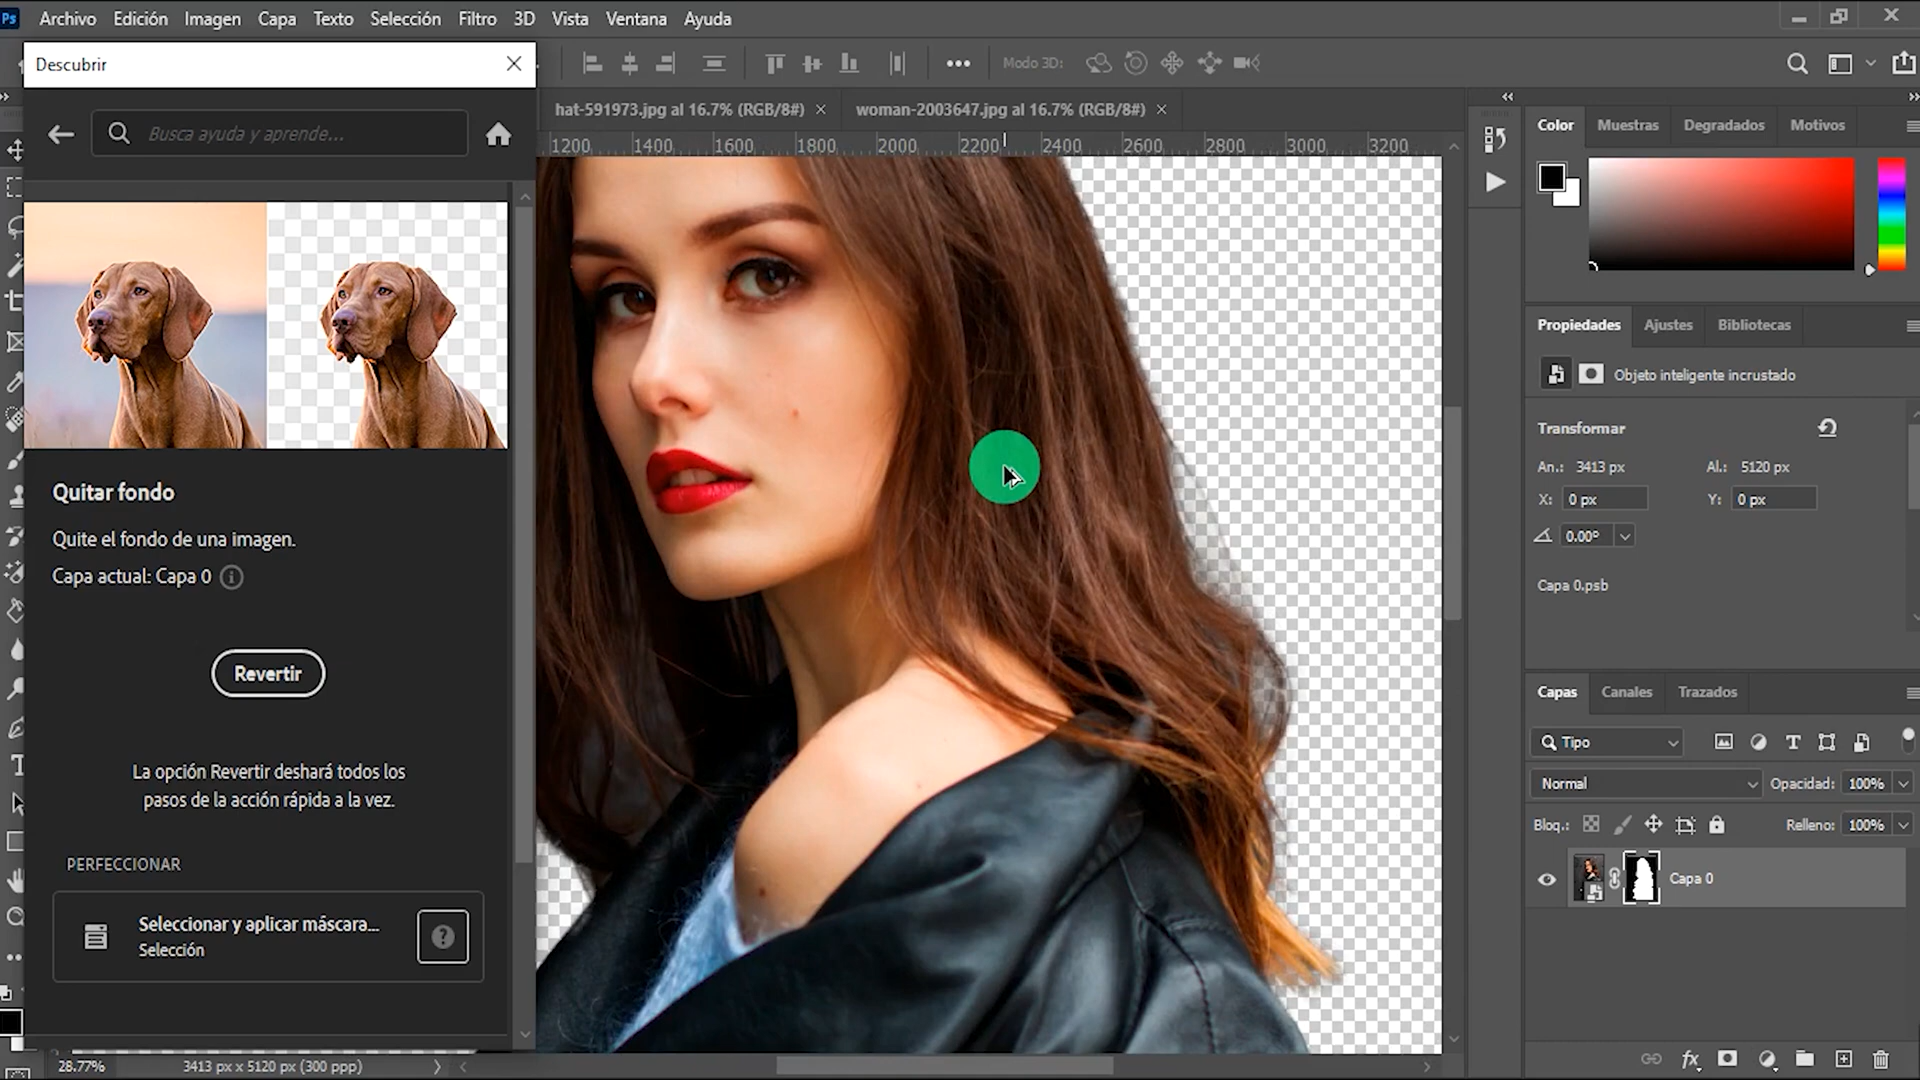 Ps
Archivo Edición Imagen Capa Texto Selección Filtro 3D Vista Ventana Ayuda
Descubrir
Modo 3D:
Busca ayuda y aprende...
hat-591973.jpg al 16.7% (RGB/8#)
woman-2003647.jpg al 16.7% (RGB/8#)
1200 1400 1600 1800 2000 2200 2400 2600 2800 3000 3200
Quitar fondo
Quite el fondo de una imagen.
Capa actual: Capa 0
Revertir
La opción Revertir deshará todos los
pasos de la acción rápida a la vez.
PERFECCIONAR
Seleccionar y aplicar máscara...
Selección
28.77% 3413 px x 5120 px (300 ppp)
Color Muestras Degradados Motivos
Propiedades Ajustes Bibliotecas
Objeto inteligente incrustado
Transformar
An.: 3413 px Al.: 5120 px
X: 0 px Y: 0 px
0.00°
Capa 0.psb
Capas Canales Trazados
Tipo
Normal Opacidad: 100%
Bloq.: Relleno: 100%
Capa 0
fx